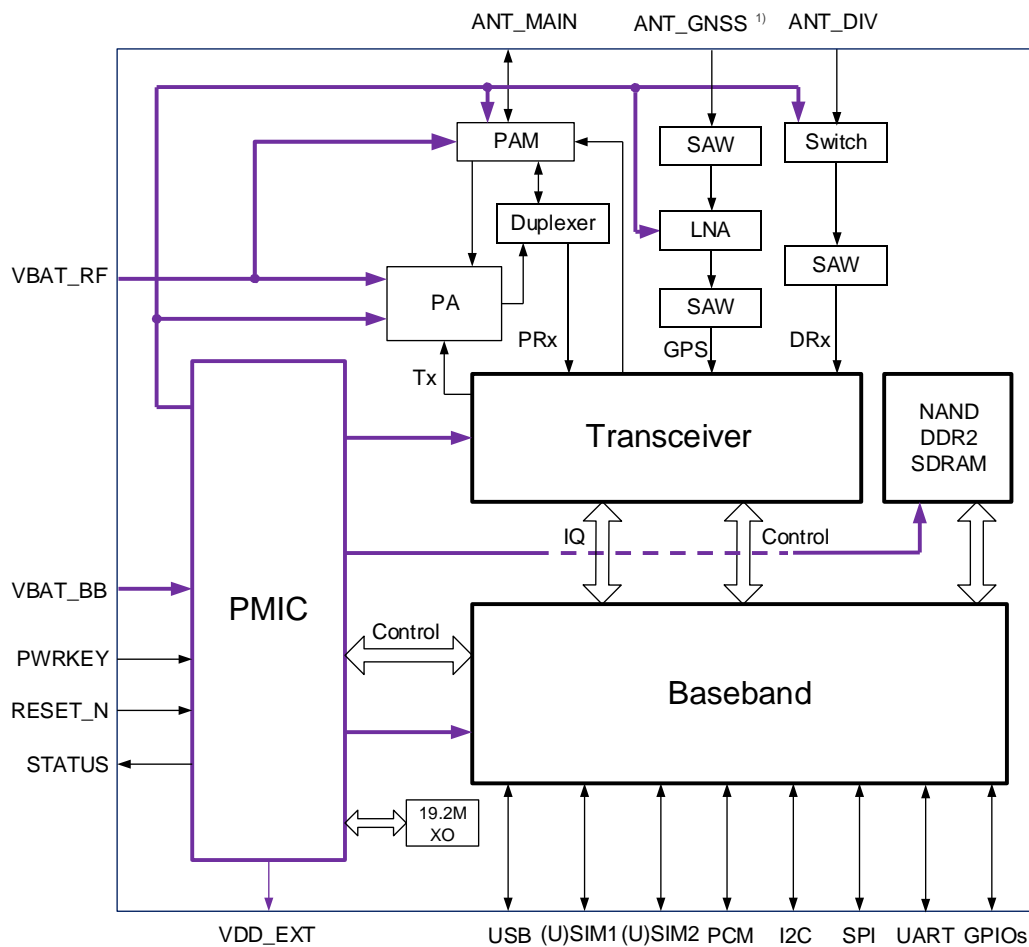 ANT_MAIN ANT_GNSS 1) ANT_DIV
PAM
SAW
Switch
Duplexer
LNA
VBAT_RF
PA
SAW
SAW
PRx
GPS
DRx
Tx
Transceiver
NAND
DDR2
SDRAM
IQ
Control
VBAT_BB
PMIC
Control
PWRKEY
Baseband
RESET_N
STATUS
19.2M
XO
VDD_EXT
USB (U)SIM1 (U)SIM2 PCM I2C SPI UART GPIOs